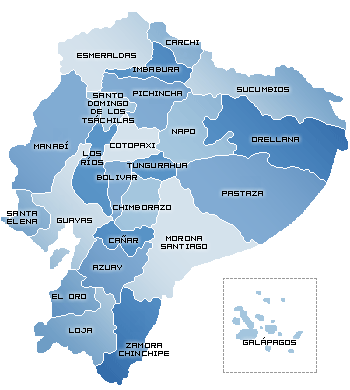 CARCHI
ESMERALDAS
IMBABURA
SUCUMBIOS
PICHINCHA
SANTO
DOMINGO
DE LOS
TSÁCHILAS
NAPO
ORELLANA
MANABÍ
COTOPAXI
LOS
RÍOS
TUNGURAHUA
BOLIVAR
PASTAZA
CHIMBORAZO
SANTA
ELENA
GUAYAS
CAÑAR
MORONA
SANTIAGO
AZUAY
EL ORO
LOJA
ZAMORA
CHINCHIPE
GALÁPAGOS